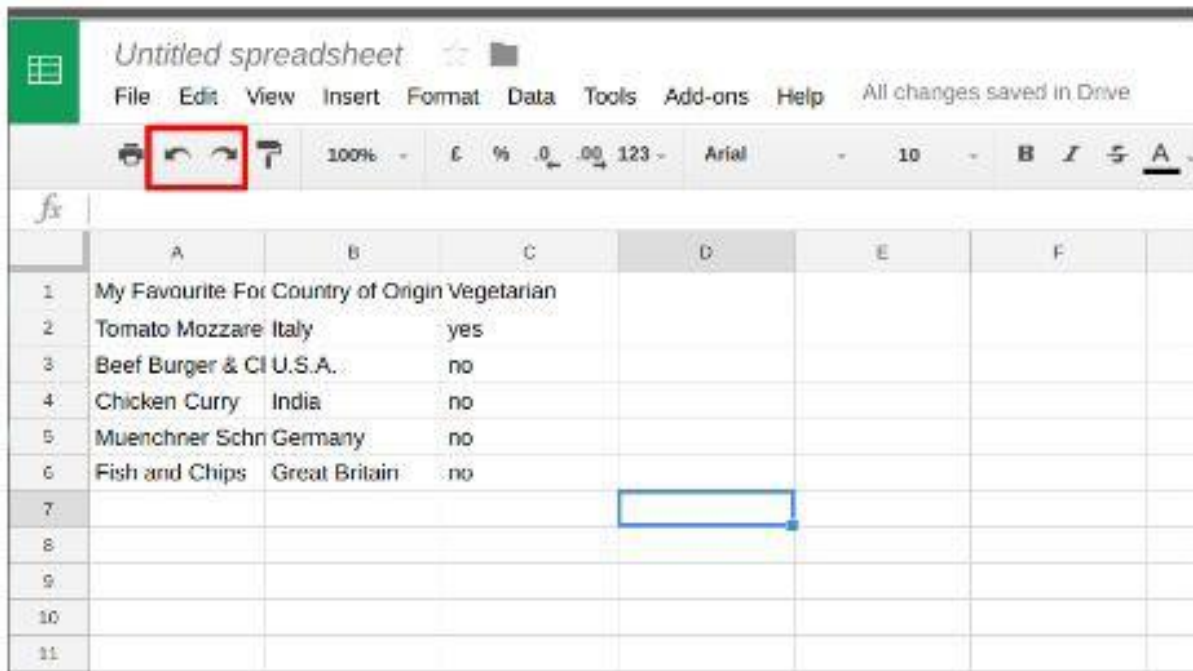 Untitled spreadsheet
File Edit View Insert Format Data Tools Add-ons Help All changes saved in Drive
100% £ % .0 .00 123 Arial 10 B I S A
fx
A B C D E F
1 My Favourite Foo Country of Origin Vegetarian
2 Tomato Mozzare Italy yes
3 Beef Burger & Ch U.S.A. no
4 Chicken Curry India no
5 Muenchner Schn Germany no
6 Fish and Chips Great Britain no
7
8
9
10
11